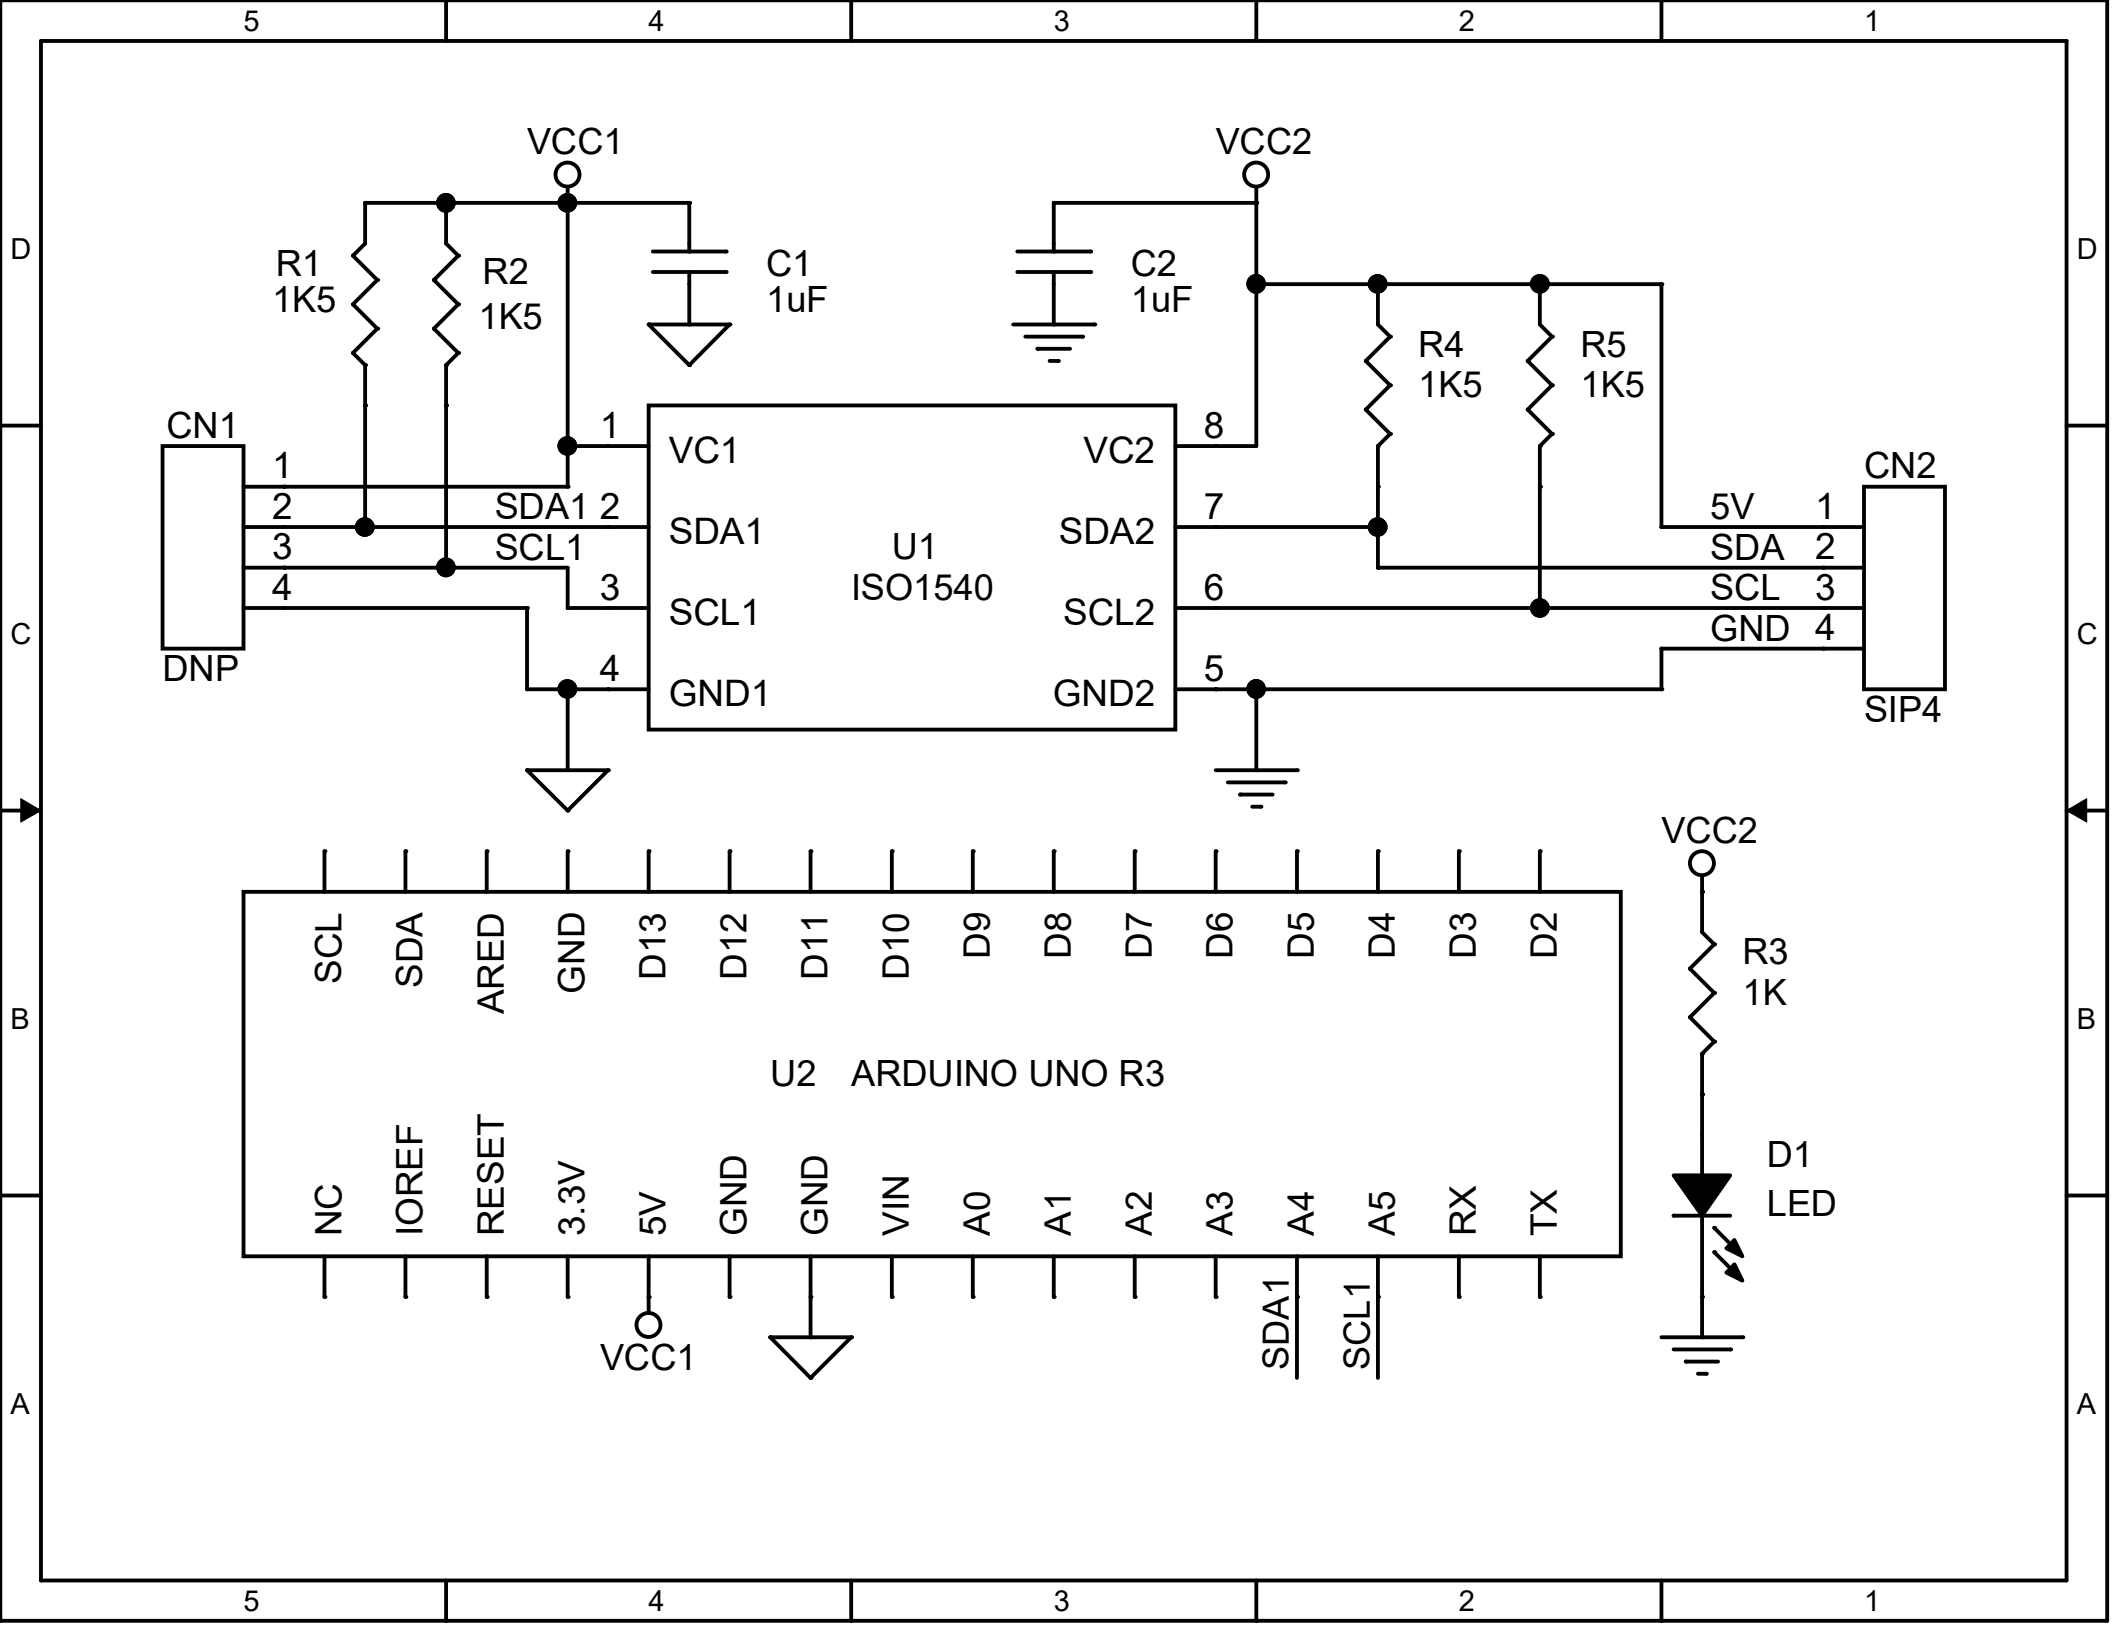 5 4 3 2 1
VCC1 VCC2
D D
R1
1K5
R2
1K5
C1
1uF
C2
1uF
R4
1K5
R5
1K5
CN1
1
2
3
4
DNP
SDA1
SCL1
1 VC1
2 SDA1
3 SCL1
4 GND1
U1
ISO1540
VC2 8
SDA2 7
SCL2 6
GND2 5
CN2
5V 1
SDA 2
SCL 3
GND 4
SIP4
C C
SCL SDA ARED GND D13 D12 D11 D10 D9 D8 D7 D6 D5 D4 D3 D2
U2 ARDUINO UNO R3
NC IOREF RESET 3.3V 5V GND GND VIN A0 A1 A2 A3 A4 A5 RX TX
VCC1
SDA1
SCL1
VCC2
R3
1K
D1
LED
B B
A A
5 4 3 2 1